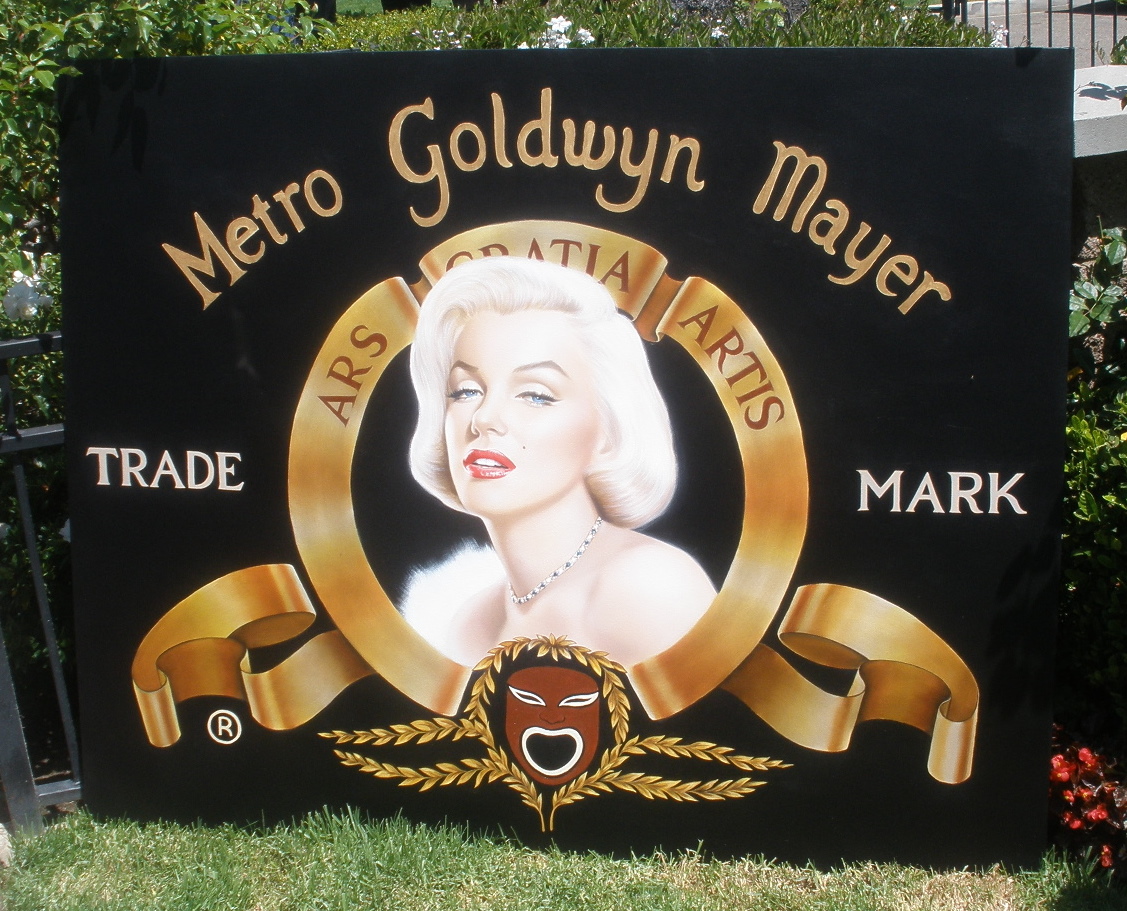 Metro Goldwyn Mayer
ARS GRATIA ARTIS
TRADE MARK
®